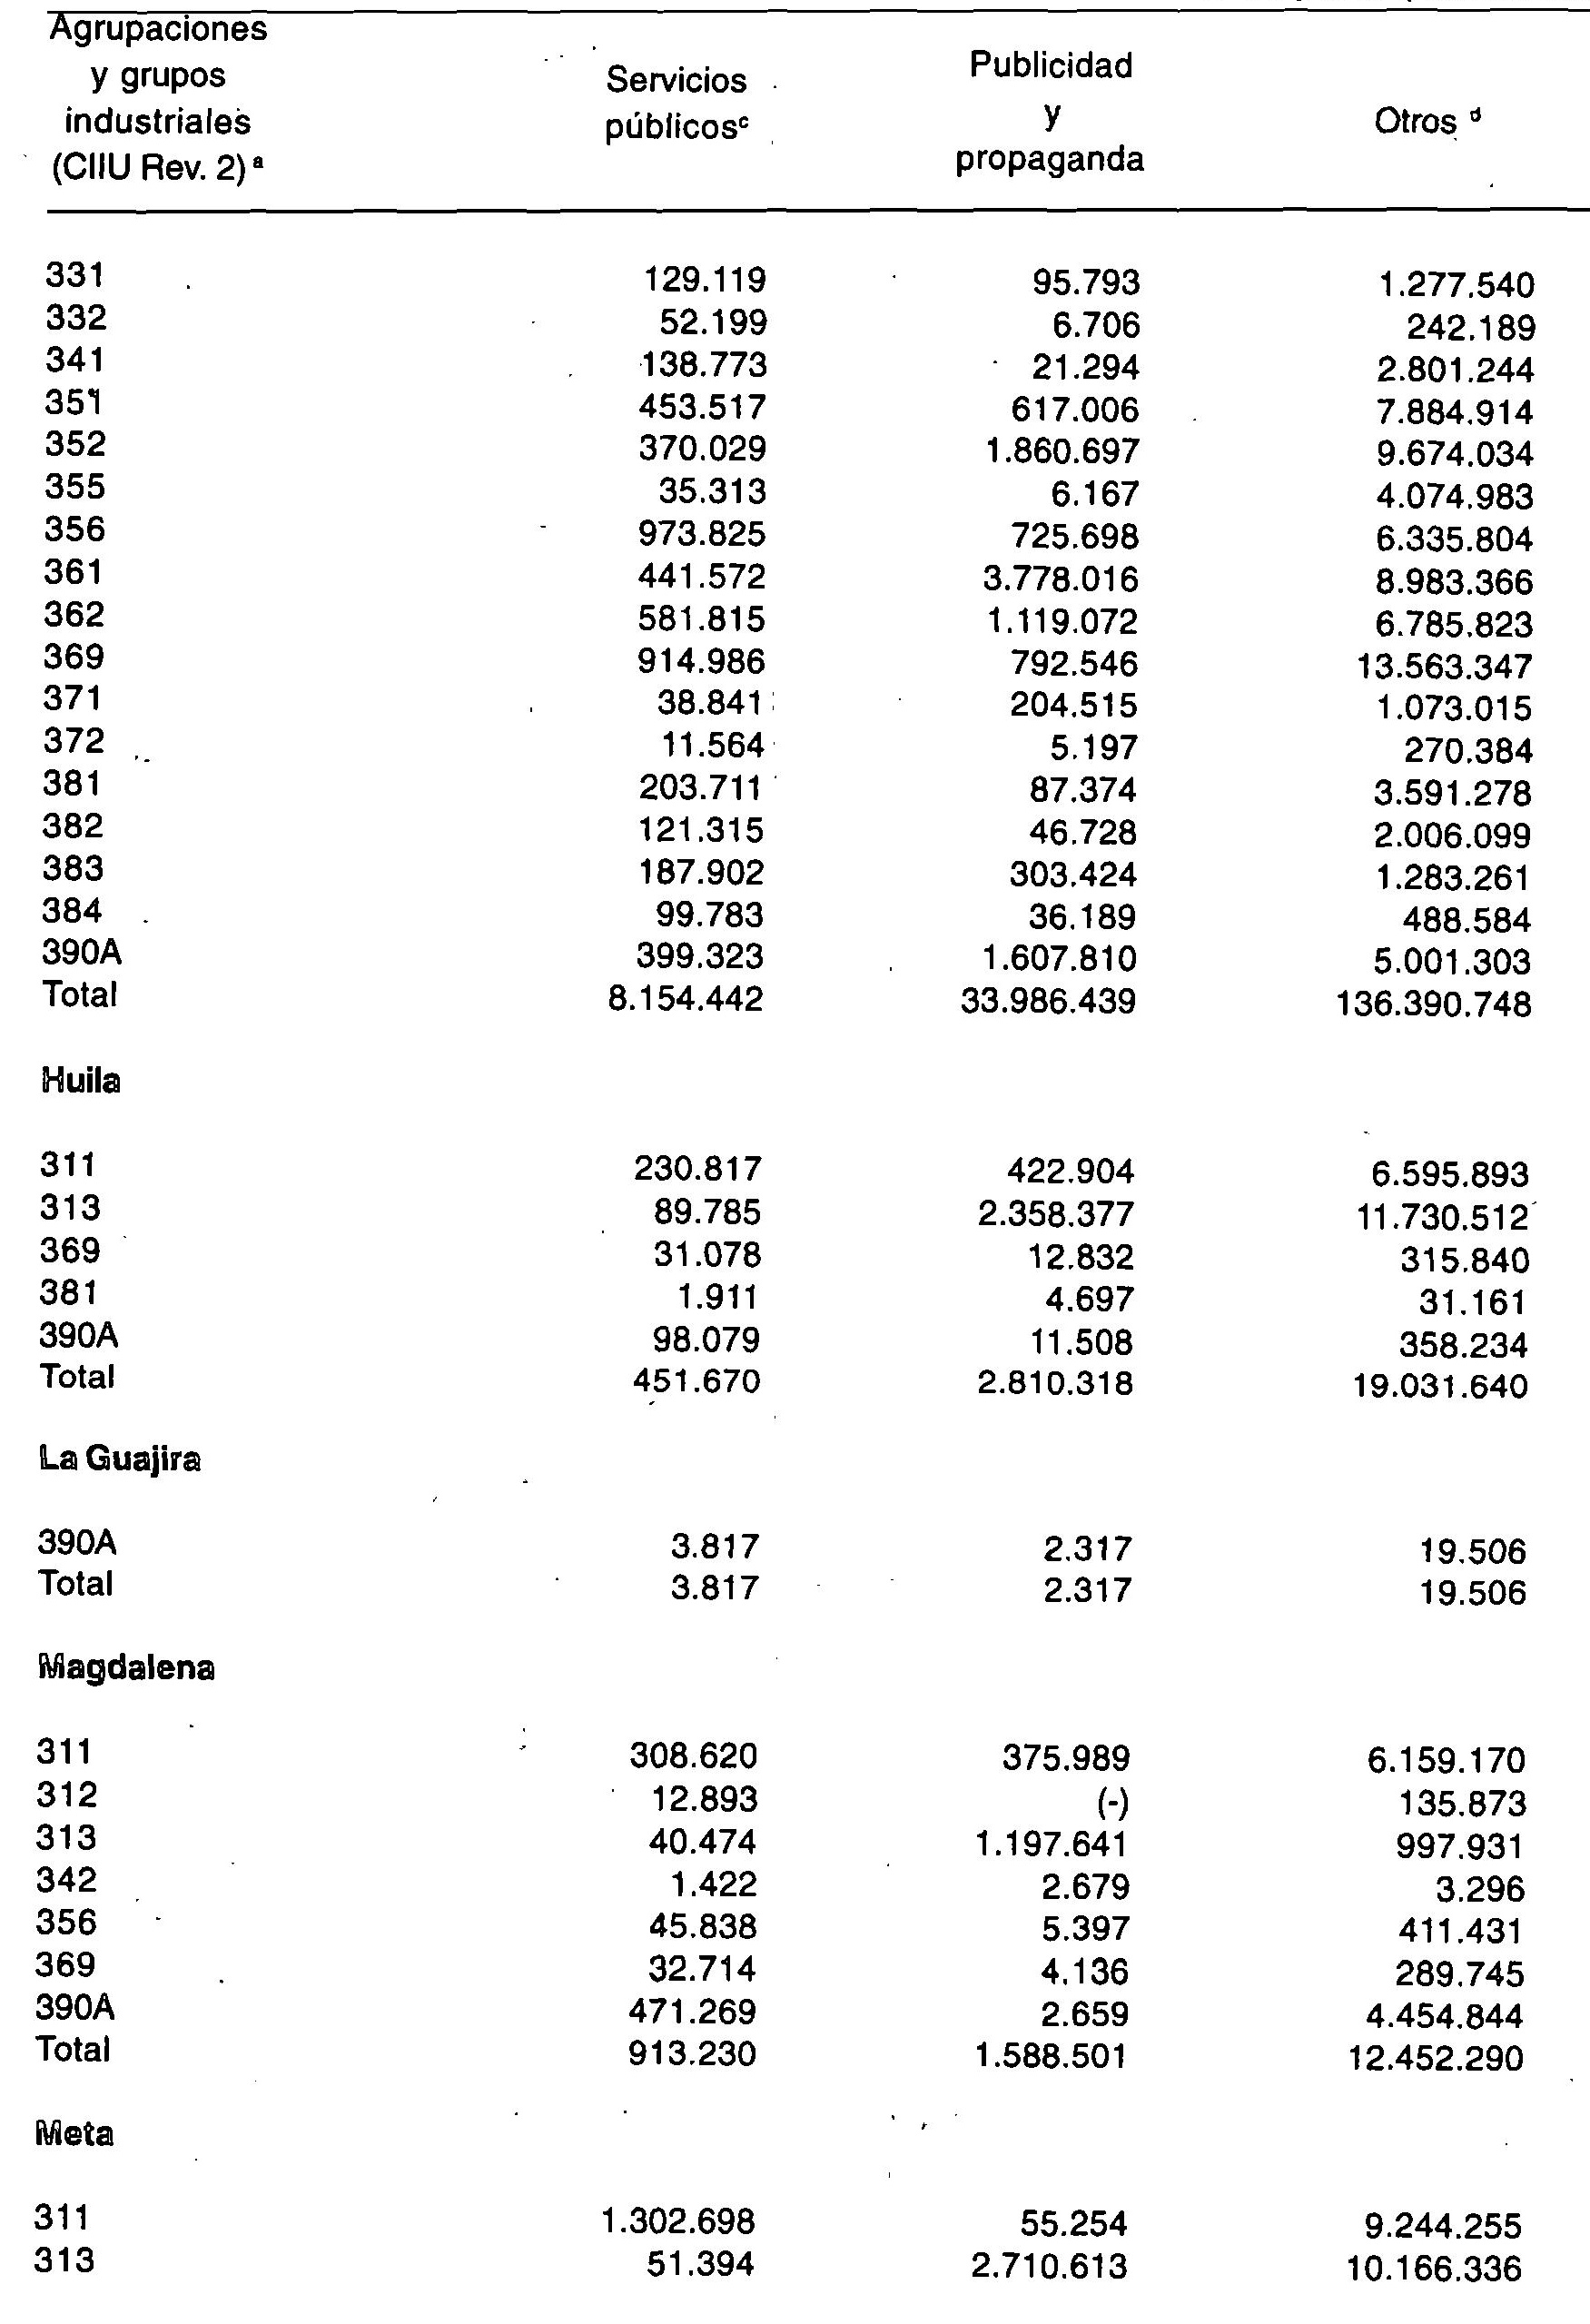 Agrupaciones
y grupos
industriales
(CIIU Rev. 2) a
Servicios
públicosc
Publicidad
y
propaganda
Otros d
331 129.119 95.793 1.277.540
332 52.199 6.706 242.189
341 138.773 21.294 2.801.244
351 453.517 617.006 7.884.914
352 370.029 1.860.697 9.674.034
355 35.313 6.167 4.074.983
356 973.825 725.698 6.335.804
361 441.572 3.778.016 8.983.366
362 581.815 1.119.072 6.785.823
369 914.986 792.546 13.563.347
371 38.841 204.515 1.073.015
372 11.564 5.197 270.384
381 203.711 87.374 3.591.278
382 121.315 46.728 2.006.099
383 187.902 303.424 1.283.261
384 99.783 36.189 488.584
390A 399.323 1.607.810 5.001.303
Total 8.154.442 33.986.439 136.390.748
Huila
311 230.817 422.904 6.595.893
313 89.785 2.358.377 11.730.512
369 31.078 12.832 315.840
381 1.911 4.697 31.161
390A 98.079 11.508 358.234
Total 451.670 2.810.318 19.031.640
La Guajira
390A 3.817 2.317 19.506
Total 3.817 2.317 19.506
Magdalena
311 308.620 375.989 6.159.170
312 12.893 (-) 135.873
313 40.474 1.197.641 997.931
342 1.422 2.679 3.296
356 45.838 5.397 411.431
369 32.714 4.136 289.745
390A 471.269 2.659 4.454.844
Total 913.230 1.588.501 12.452.290
Meta
311 1.302.698 55.254 9.244.255
313 51.394 2.710.613 10.166.336